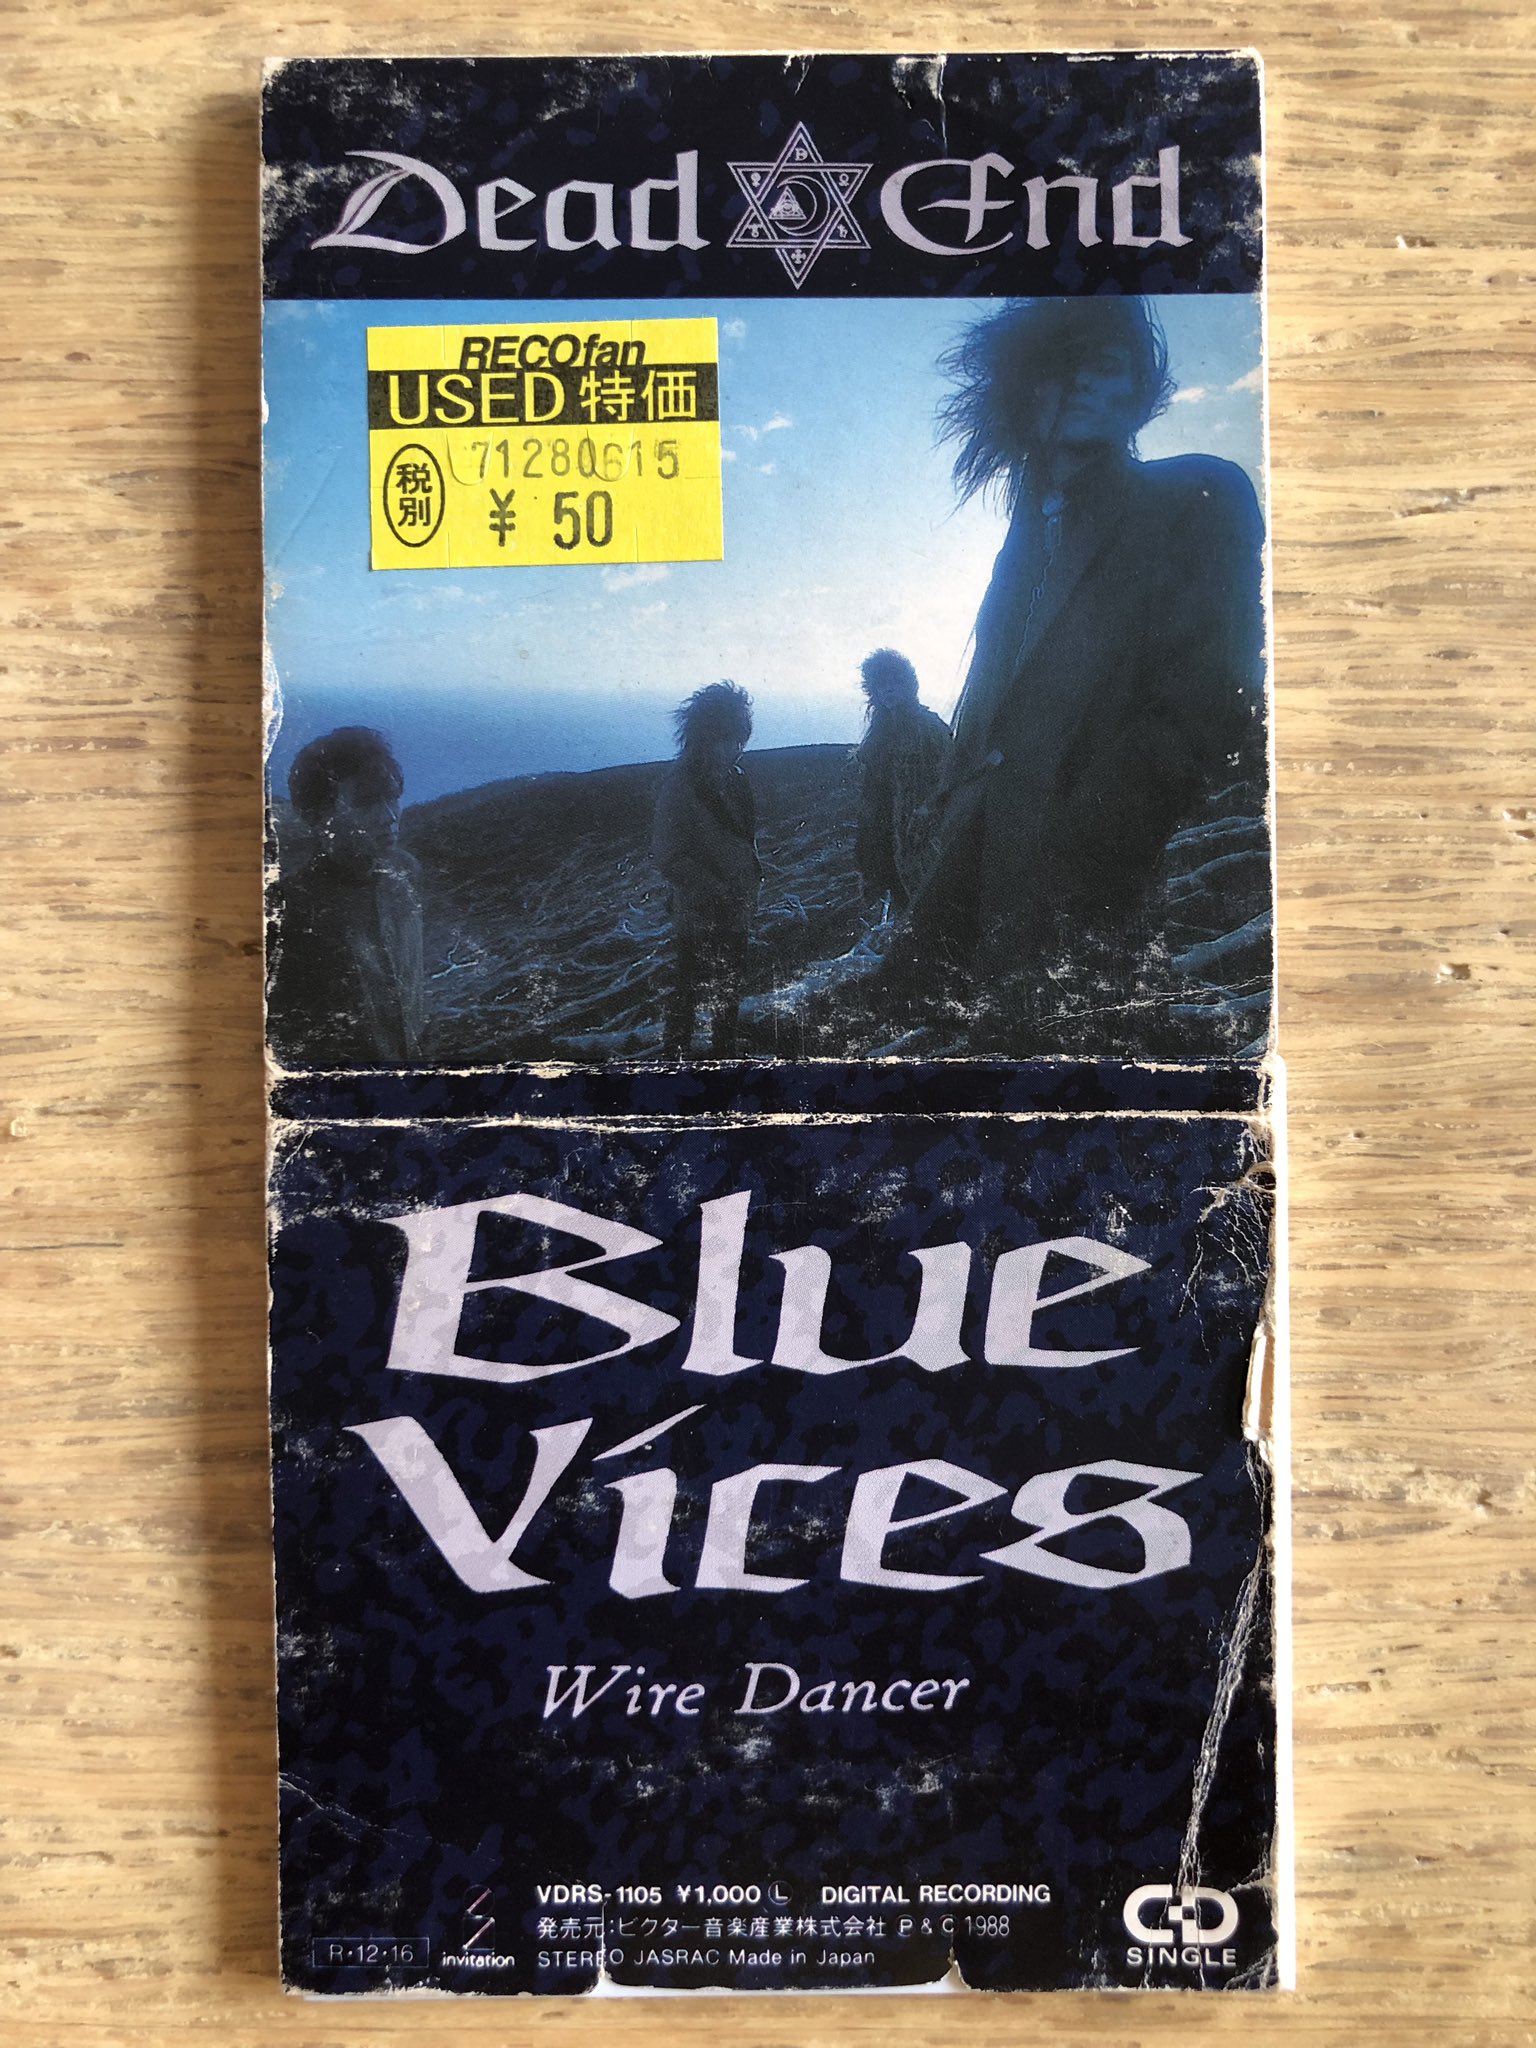 Dead End
RECOfan
USED 特価
税別
71280615
¥ 50
Blue
Vices
Wire Dancer
VDRS-1105 ¥1,000 Ⓛ DIGITAL RECORDING
発売元:ビクター音楽産業株式会社 Ⓟ & Ⓒ 1988
R・12・16
invitation
STEREO JASRAC Made in Japan
CD
SINGLE